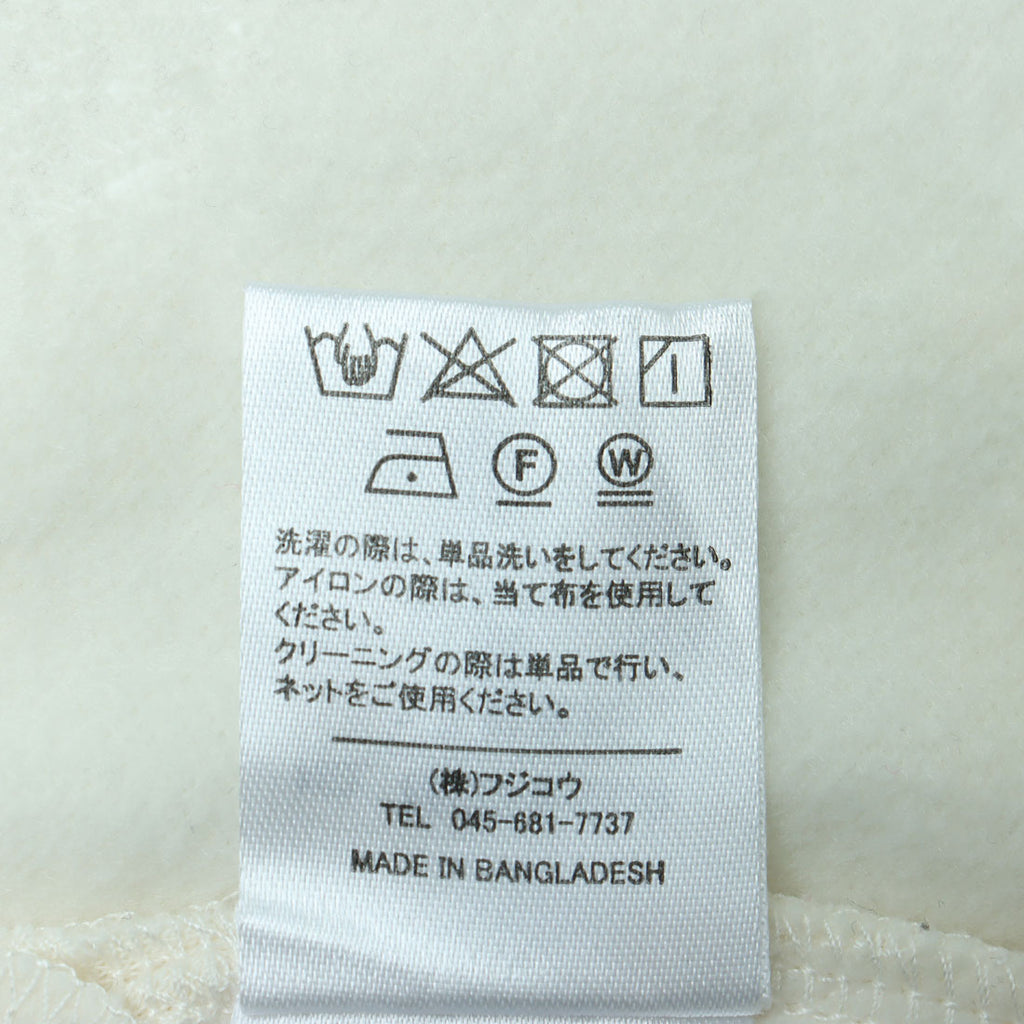 F W
洗濯の際は、単品洗いをしてください。
アイロンの際は、当て布を使用して
ください。
クリーニングの際は単品で行い、
ネットをご使用ください。
(株)フジコウ
TEL 045-681-7737
MADE IN BANGLADESH